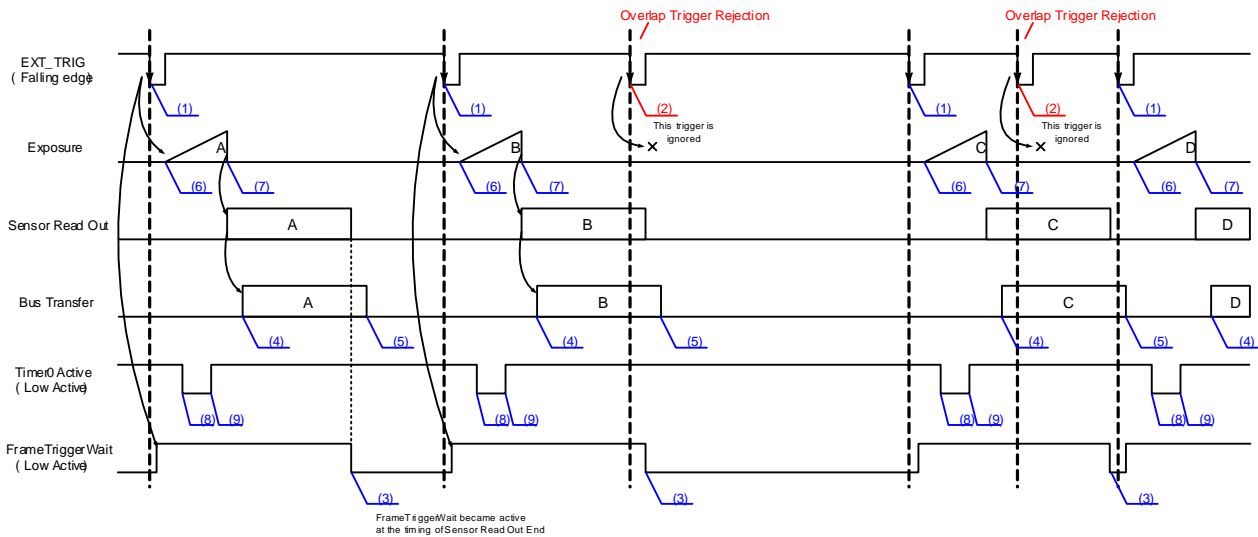 Overlap Trigger Rejection
Overlap Trigger Rejection
EXT_TRIG
( Falling edge)
(1)
(1)
(2)
(1)
(2)
(1)
This trigger is
ignored
This trigger is
ignored
Exposure
A
B
C
D
(6)
(7)
(6)
(7)
(6)
(7)
(6)
(7)
Sensor Read Out
A
B
C
D
Bus Transfer
A
B
C
D
(4)
(5)
(4)
(5)
(4)
(5)
(4)
Timer0 Active
( Low Active)
(8)
(9)
(8)
(9)
(8)
(9)
(8)
(9)
FrameTriggerWait
( Low Active)
(3)
(3)
(3)
FrameTriggerWait became active
at the timing of Sensor Read Out End